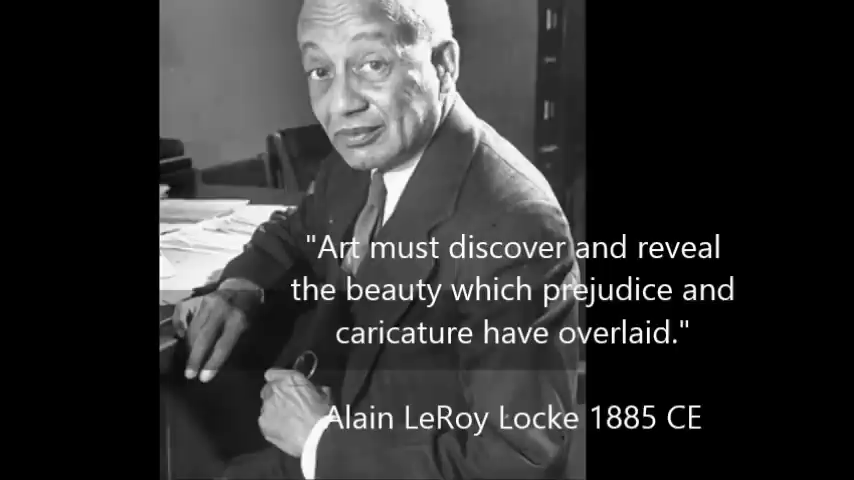 "Art must discover and reveal
the beauty which prejudice and
caricature have overlaid."
Alain LeRoy Locke 1885 CE